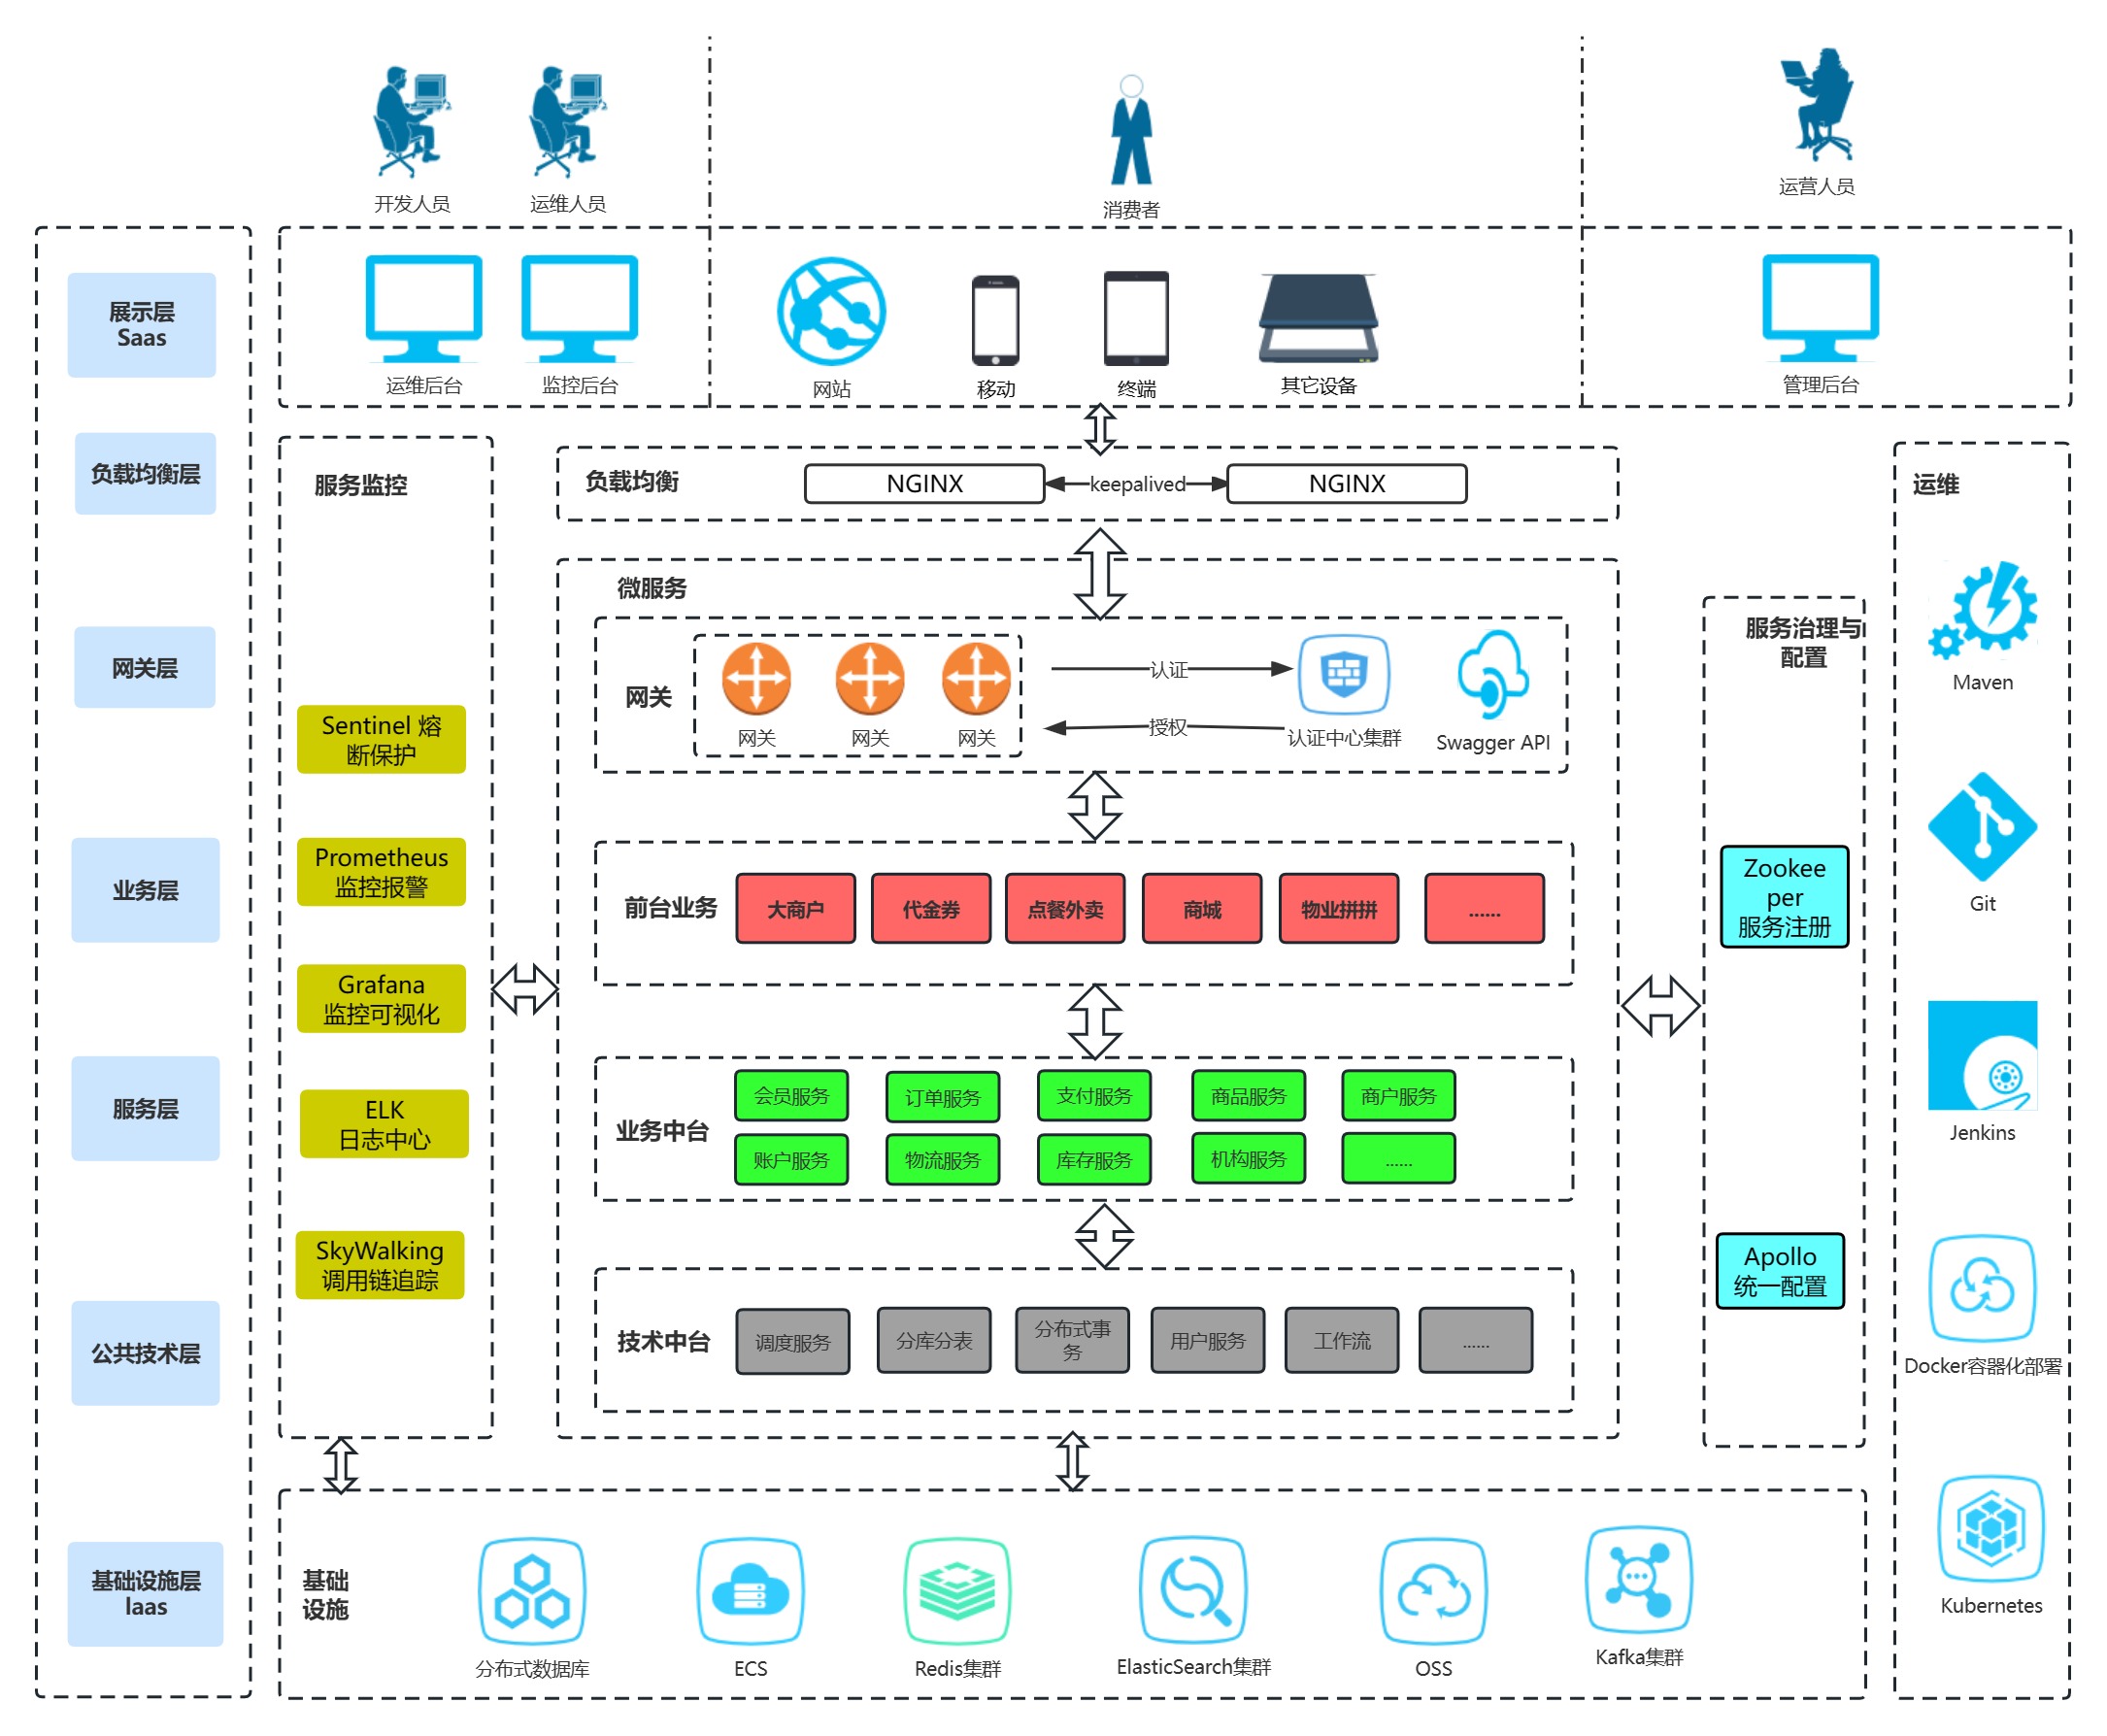 开发人员
运维人员
消费者
运营人员
展示层
Saas
负载均衡层
网关层
业务层
服务层
公共技术层
基础设施层
Iaas
运维后台
监控后台
网站
移动
终端
其它设备
管理后台
服务监控
Sentinel 熔
断保护
Prometheus
监控报警
Grafana
监控可视化
ELK
日志中心
SkyWalking
调用链追踪
负载均衡
NGINX
keepalived
NGINX
微服务
网关
网关
网关
网关
认证
授权
认证中心集群
Swagger API
前台业务
大商户
代金券
点餐外卖
商城
物业拼拼
......
业务中台
会员服务
订单服务
支付服务
商品服务
商户服务
账户服务
物流服务
库存服务
机构服务
......
技术中台
调度服务
分库分表
分布式事
务
用户服务
工作流
......
服务治理与
配置
Zookee
per
服务注册
Apollo
统一配置
运维
Maven
Git
Jenkins
Docker容器化部署
Kubernetes
基础
设施
分布式数据库
ECS
Redis集群
ElasticSearch集群
OSS
Kafka集群